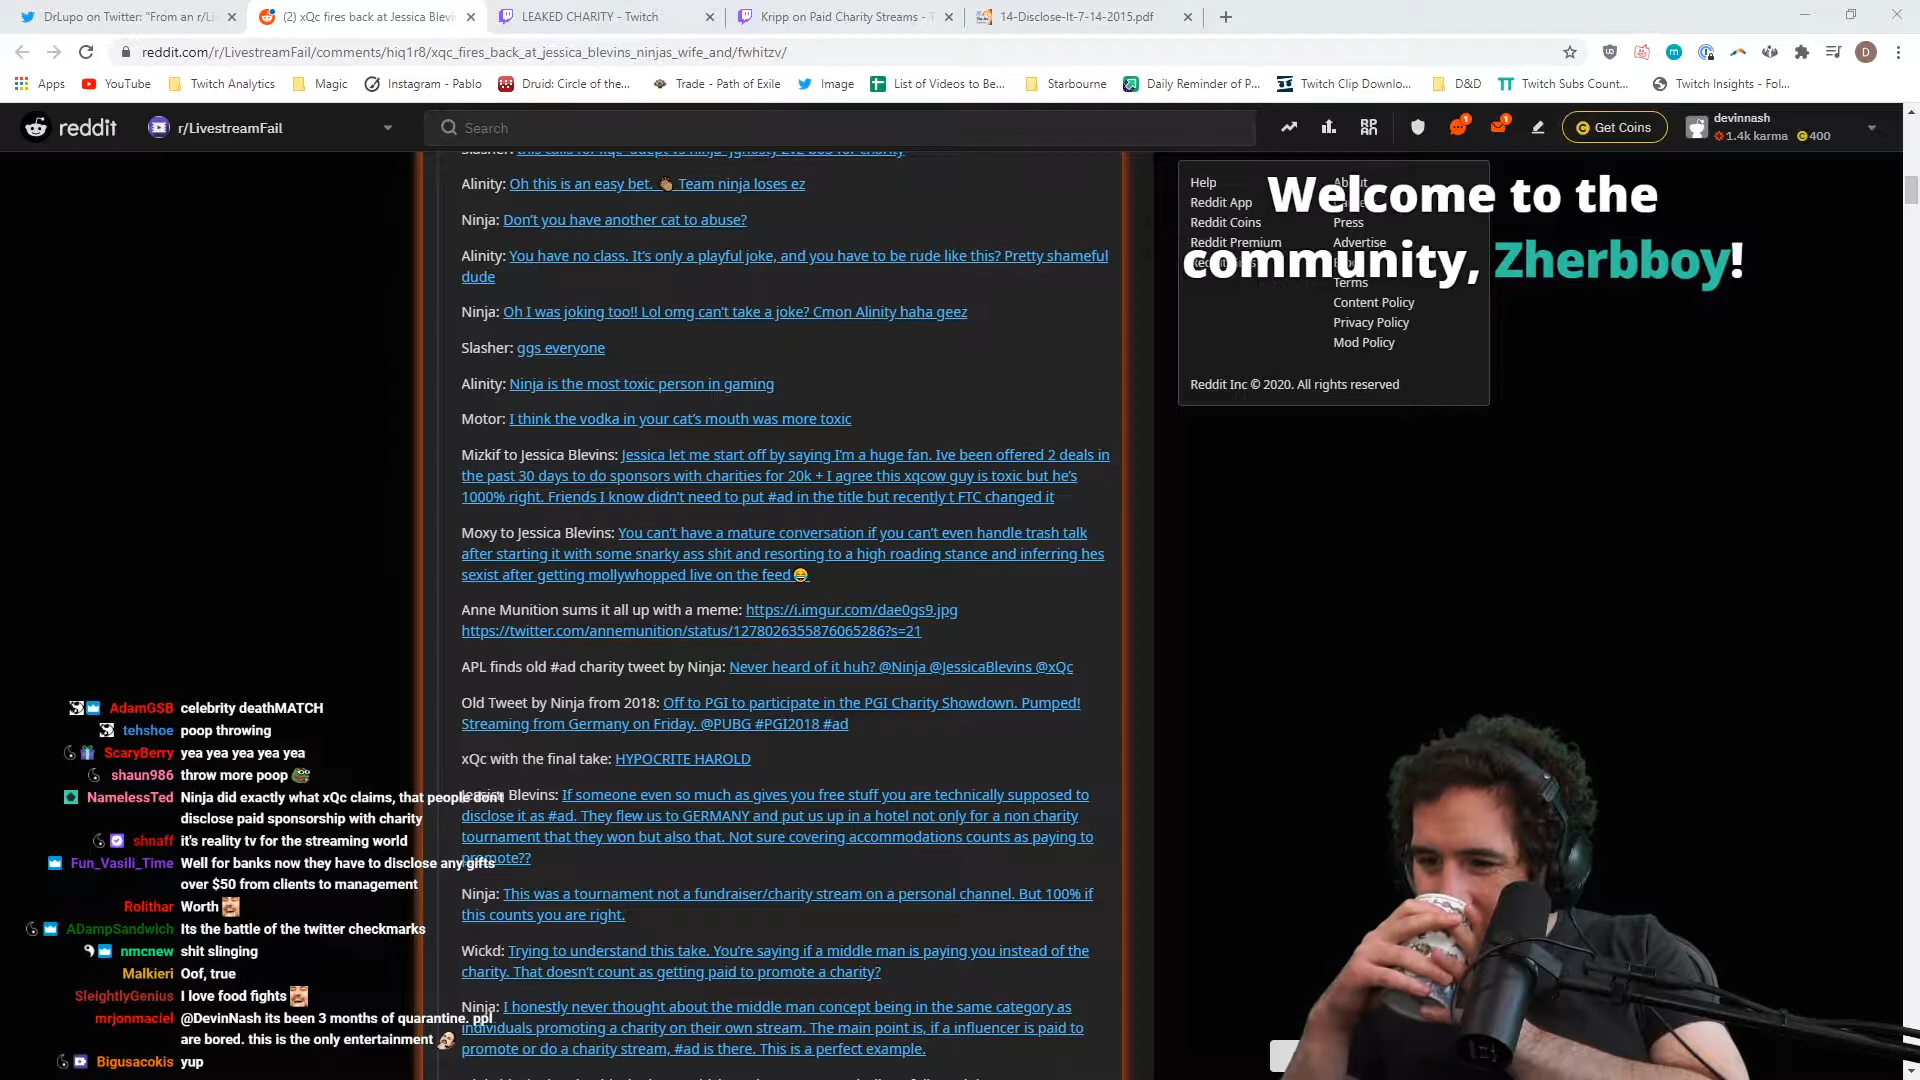 DrLupo on Twitter: "From an r/Li
(2) xQc fires back at Jessica Blevin
LEAKED CHARITY - Twitch
Kripp on Paid Charity Streams - T
14-Disclose-It-7-14-2015.pdf
reddit.com/r/LivestreamFail/comments/hiq1r8/xqc_fires_back_at_jessica_blevins_ninjas_wife_and/fwhitzv/
Apps YouTube Twitch Analytics Magic Instagram - Pablo Druid: Circle of the... Trade - Path of Exile Image List of Videos to Be... Starbourne Daily Reminder of P... Twitch Clip Downlo... D&D Twitch Subs Count... Twitch Insights - Fol...
reddit r/LivestreamFail Search Get Coins devinnash
1.4k karma 400
Slasher: this calls for xqc-adept vs ninja-jghosty 2v2 bo3 for charity
Alinity: Oh this is an easy bet. 👏🏽 Team ninja loses ez
Ninja: Don't you have another cat to abuse?
Alinity: You have no class. It's only a playful joke, and you have to be rude like this? Pretty shameful
dude
Ninja: Oh I was joking too!! Lol omg can't take a joke? Cmon Alinity haha geez
Slasher: ggs everyone
Alinity: Ninja is the most toxic person in gaming
Motor: I think the vodka in your cat's mouth was more toxic
Mizkif to Jessica Blevins: Jessica let me start off by saying I'm a huge fan. Ive been offered 2 deals in
the past 30 days to do sponsors with charities for 20k + I agree this xqcow guy is toxic but he's
1000% right. Friends I know didn't need to put #ad in the title but recently t FTC changed it
Moxy to Jessica Blevins: You can't have a mature conversation if you can't even handle trash talk
after starting it with some snarky ass shit and resorting to a high roading stance and inferring hes
sexist after getting mollywhopped live on the feed 😂
Anne Munition sums it all up with a meme: https://i.imgur.com/dae0gs9.jpg
https://twitter.com/annemunition/status/1278026355876065286?s=21
APL finds old #ad charity tweet by Ninja: Never heard of it huh? @Ninja @JessicaBlevins @xQc
Old Tweet by Ninja from 2018: Off to PGI to participate in the PGI Charity Showdown. Pumped!
Streaming from Germany on Friday. @PUBG #PGI2018 #ad
xQc with the final take: HYPOCRITE HAROLD
Jessica Blevins: If someone even so much as gives you free stuff you are technically supposed to
disclose it as #ad. They flew us to GERMANY and put us up in a hotel not only for a non charity
tournament that they won but also that. Not sure covering accommodations counts as paying to
promote??
Ninja: This was a tournament not a fundraiser/charity stream on a personal channel. But 100% if
this counts you are right.
Wickd: Trying to understand this take. You're saying if a middle man is paying you instead of the
charity. That doesn't count as getting paid to promote a charity?
Ninja: I honestly never thought about the middle man concept being in the same category as
individuals promoting a charity on their own stream. The main point is, if a influencer is paid to
promote or do a charity stream, #ad is there. This is a perfect example.
Help
Reddit App
Reddit Coins
Reddit Premium
About
Press
Advertise
Terms
Content Policy
Privacy Policy
Mod Policy
Reddit Inc © 2020. All rights reserved
Welcome to the
community, Zherbboy!
AdamGSB celebrity deathMATCH
tehshoe poop throwing
ScaryBerry yea yea yea yea yea
shaun986 throw more poop
NamelessTed Ninja did exactly what xQc claims, that people don't
disclose paid sponsorship with charity
shnaff it's reality tv for the streaming world
Fun_Vasili_Time Well for banks now they have to disclose any gifts
over $50 from clients to management
Rolithar Worth
ADampSandwich Its the battle of the twitter checkmarks
nmcnew shit slinging
Malkieri Oof, true
SleightlyGenius I love food fights
mrjonmaciel @DevinNash its been 3 months of quarantine. ppl
are bored. this is the only entertainment
Bigusacokis yup